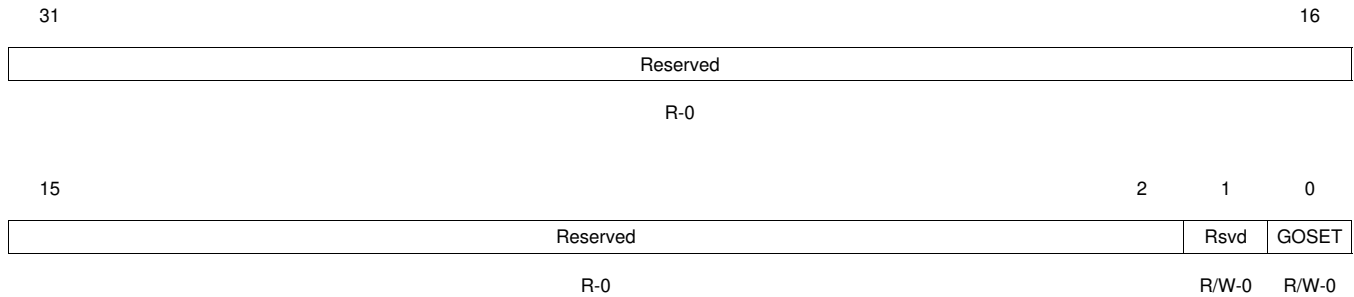 31 16
Reserved
R-0
15 2 1 0
Reserved Rsvd GOSET
R-0 R/W-0 R/W-0